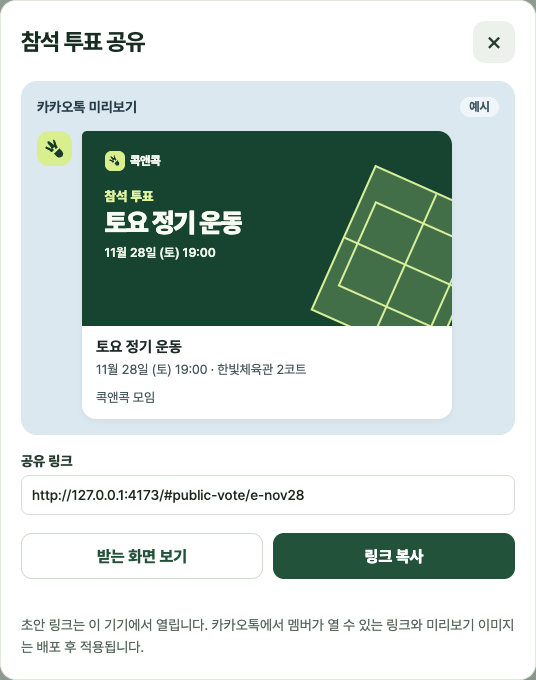 참석 투표 공유
×
카카오톡 미리보기
예시
콕앤콕
참석 투표
토요 정기 운동
11월 28일 (토) 19:00
토요 정기 운동
11월 28일 (토) 19:00 · 한빛체육관 2코트
콕앤콕 모임
공유 링크
http://127.0.0.1:4173/#public-vote/e-nov28
받는 화면 보기
링크 복사
초안 링크는 이 기기에서 열립니다. 카카오톡에서 멤버가 열 수 있는 링크와 미리보기 이미지
는 배포 후 적용됩니다.